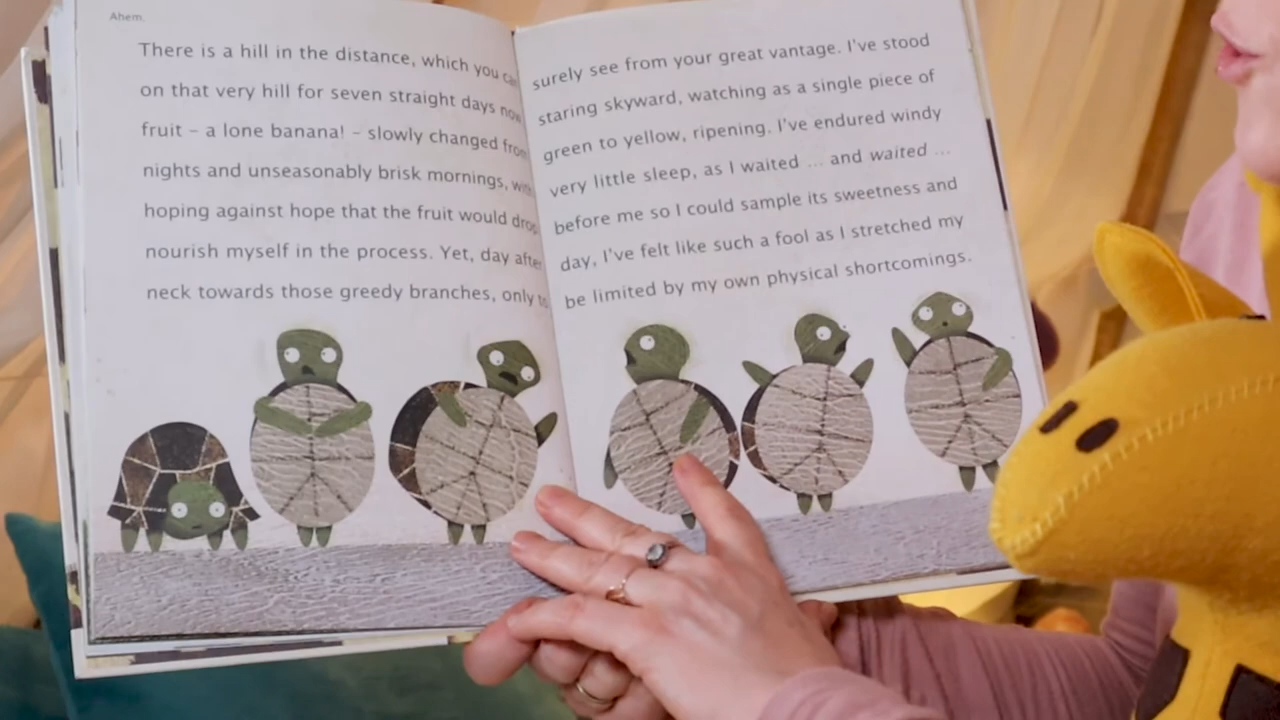 Ahem.
There is a hill in the distance, which you can surely see from your great vantage. I've stood
on that very hill for seven straight days now staring skyward, watching as a single piece of
fruit – a lone banana! – slowly changed from green to yellow, ripening. I've endured windy
nights and unseasonably brisk mornings, with very little sleep, as I waited ... and waited ...
hoping against hope that the fruit would drop before me so I could sample its sweetness and
nourish myself in the process. Yet, day after day, I've felt like such a fool as I stretched my
neck towards those greedy branches, only to be limited by my own physical shortcomings.